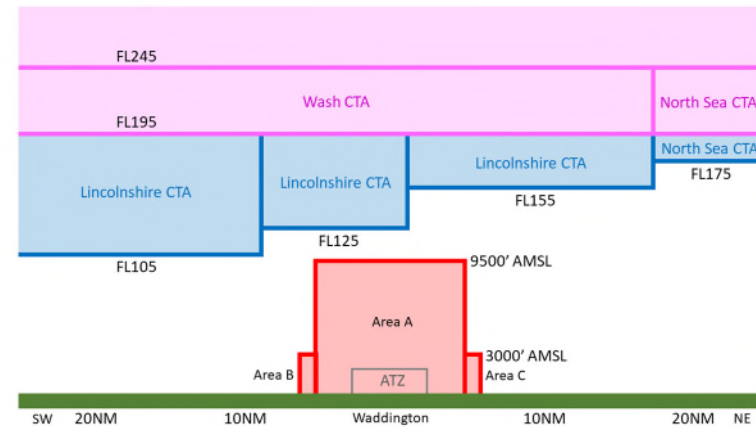 FL245
Wash CTA
North Sea CTA
FL195
North Sea CTA
Lincolnshire CTA
Lincolnshire CTA
Lincolnshire CTA
FL175
FL155
FL125
FL105
9500' AMSL
Area A
3000' AMSL
Area B
ATZ
Area C
SW 20NM 10NM Waddington 10NM 20NM NE